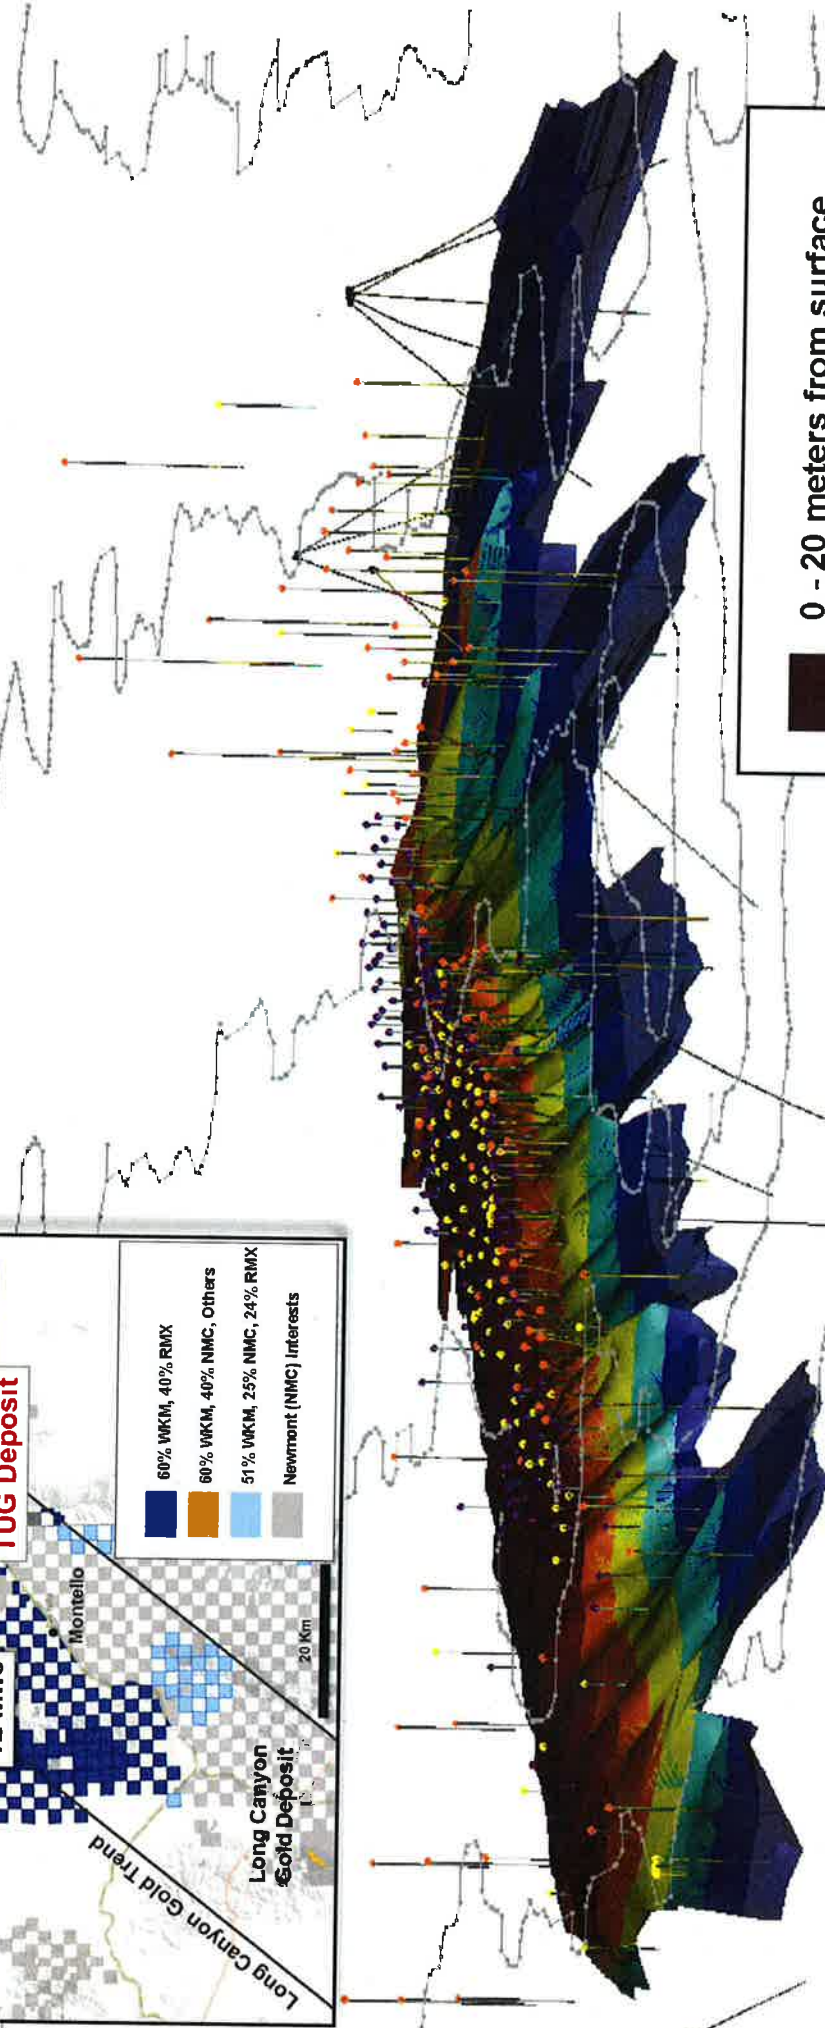 TUG Deposit
Montello
60% WKM, 40% RMX
60% WKM, 40% NMC, Others
51% WKM, 25% NMC, 24% RMX
Newmont (NMC) Interests
20 Km
Long Canyon
Gold Deposit
Long Canyon Gold Trend
0 - 20 meters from surface